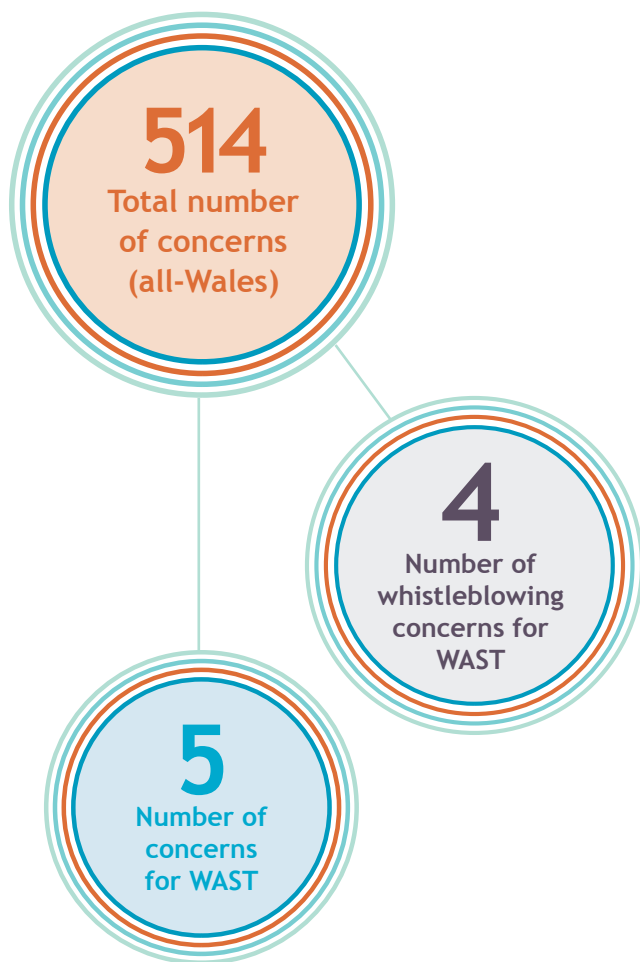 514
Total number
of concerns
(all-Wales)
4
Number of
whistleblowing
concerns for
WAST
5
Number of
concerns
for WAST